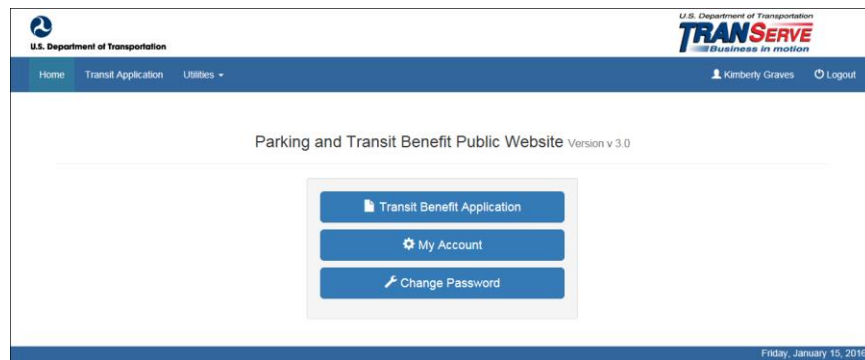 U.S. Department of Transportation
U.S. Department of Transportation
TRANSERVE
Business in motion
Home Transit Application Utilities Kimberly Graves Logout
Parking and Transit Benefit Public Website Version v 3.0
Transit Benefit Application
My Account
Change Password
Friday, January 15, 2016